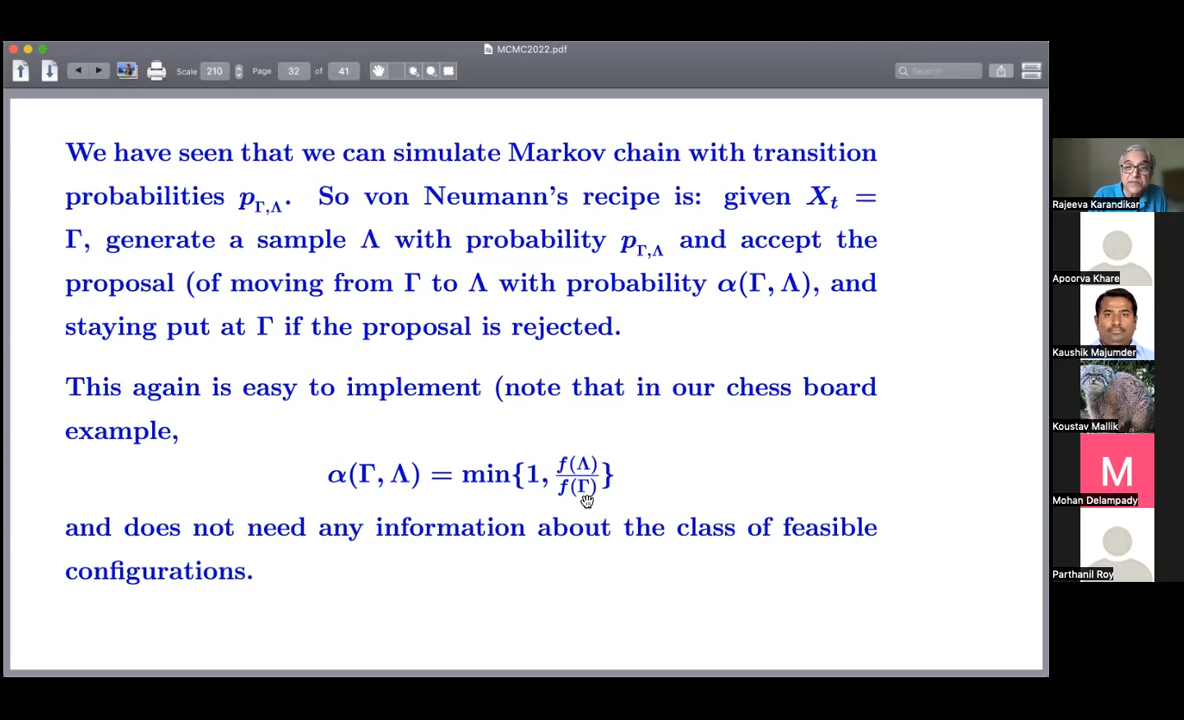 MCMC2022.pdf
Scale 210 Page 32 of 41 Search
We have seen that we can simulate Markov chain with transition
probabilities p_{Γ,Λ}. So von Neumann's recipe is: given X_t =
Γ, generate a sample Λ with probability p_{Γ,Λ} and accept the
proposal (of moving from Γ to Λ with probability α(Γ, Λ), and
staying put at Γ if the proposal is rejected.
This again is easy to implement (note that in our chess board
example,
α(Γ, Λ) = min{1, f(Λ)/f(Γ)}
and does not need any information about the class of feasible
configurations.
Rajeeva Karandikar
Apoorva Khare
Kaushik Majumder
Koustav Mallik
M
Mohan Delampady
Parthanil Roy